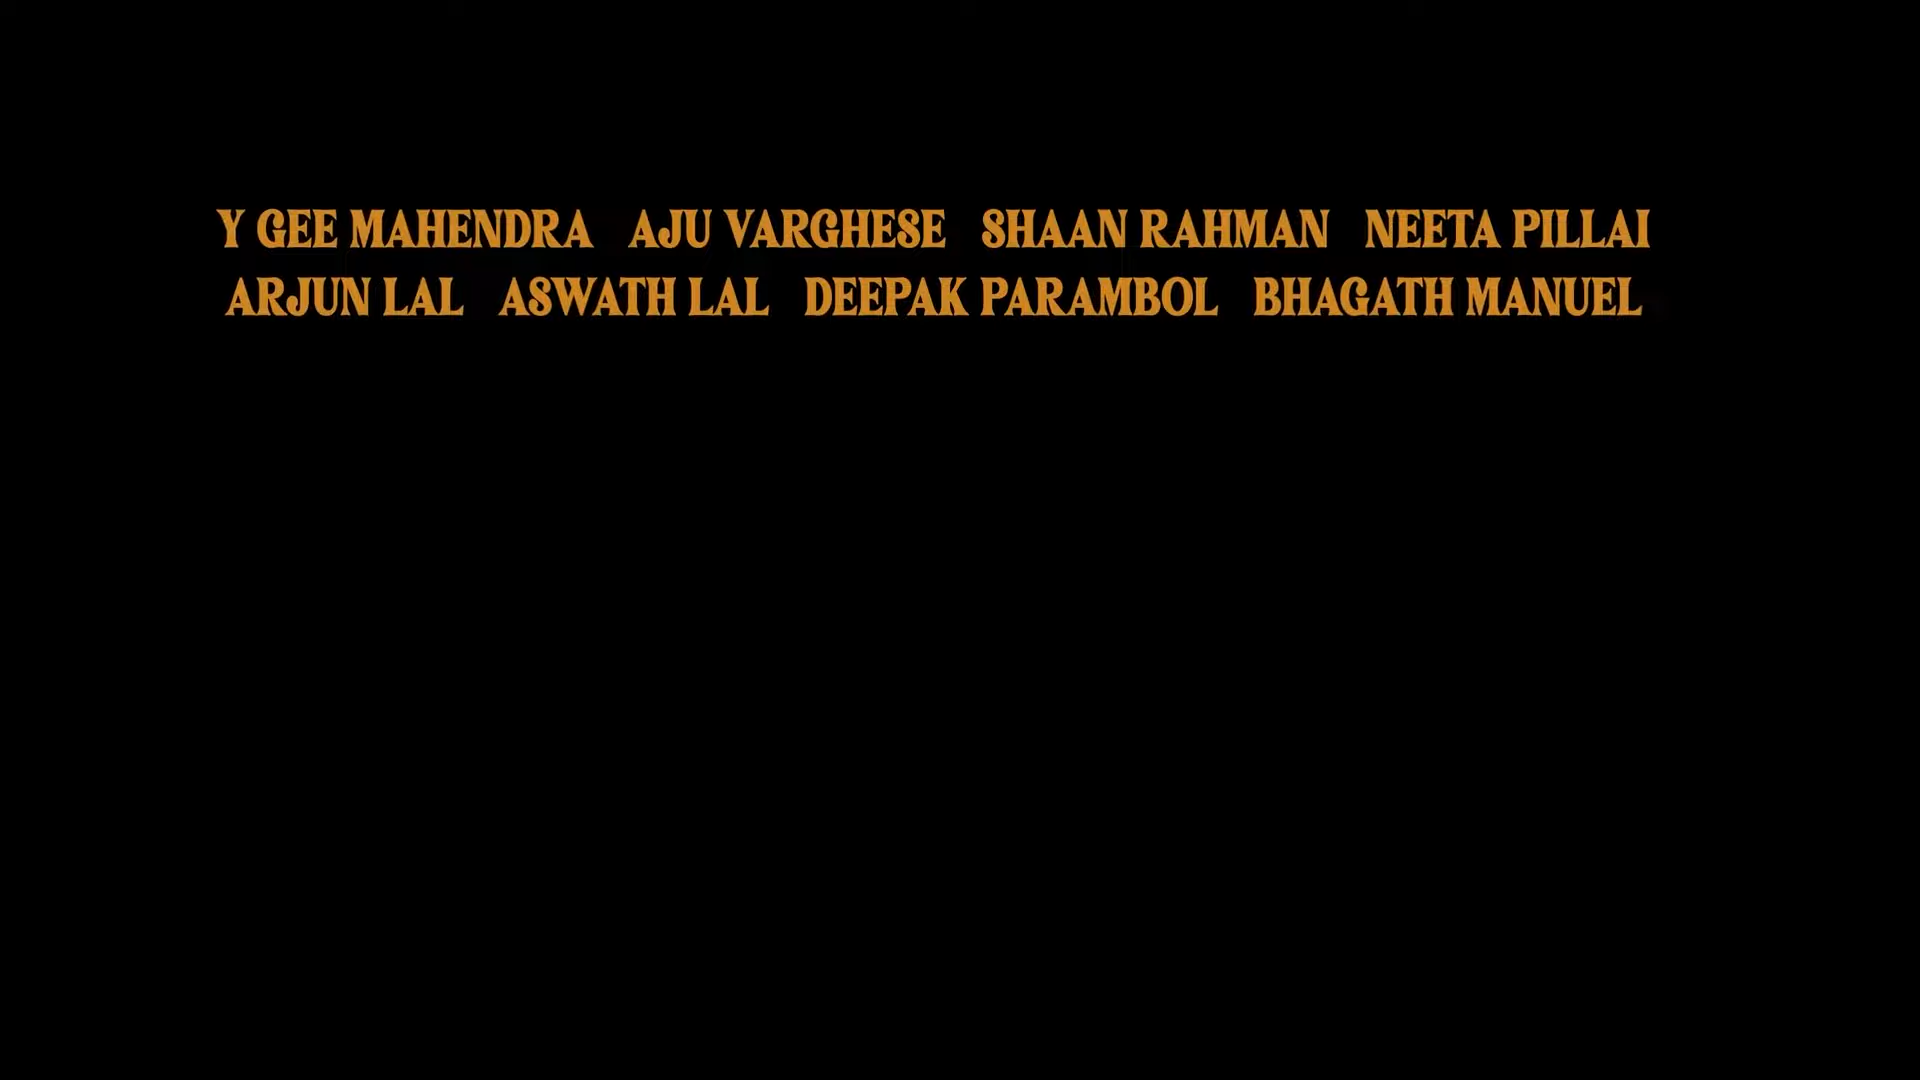 Y GEE MAHENDRA AJU VARGHESE SHAAN RAHMAN NEETA PILLAI
ARJUN LAL ASWATH LAL DEEPAK PARAMBOL BHAGATH MANUEL